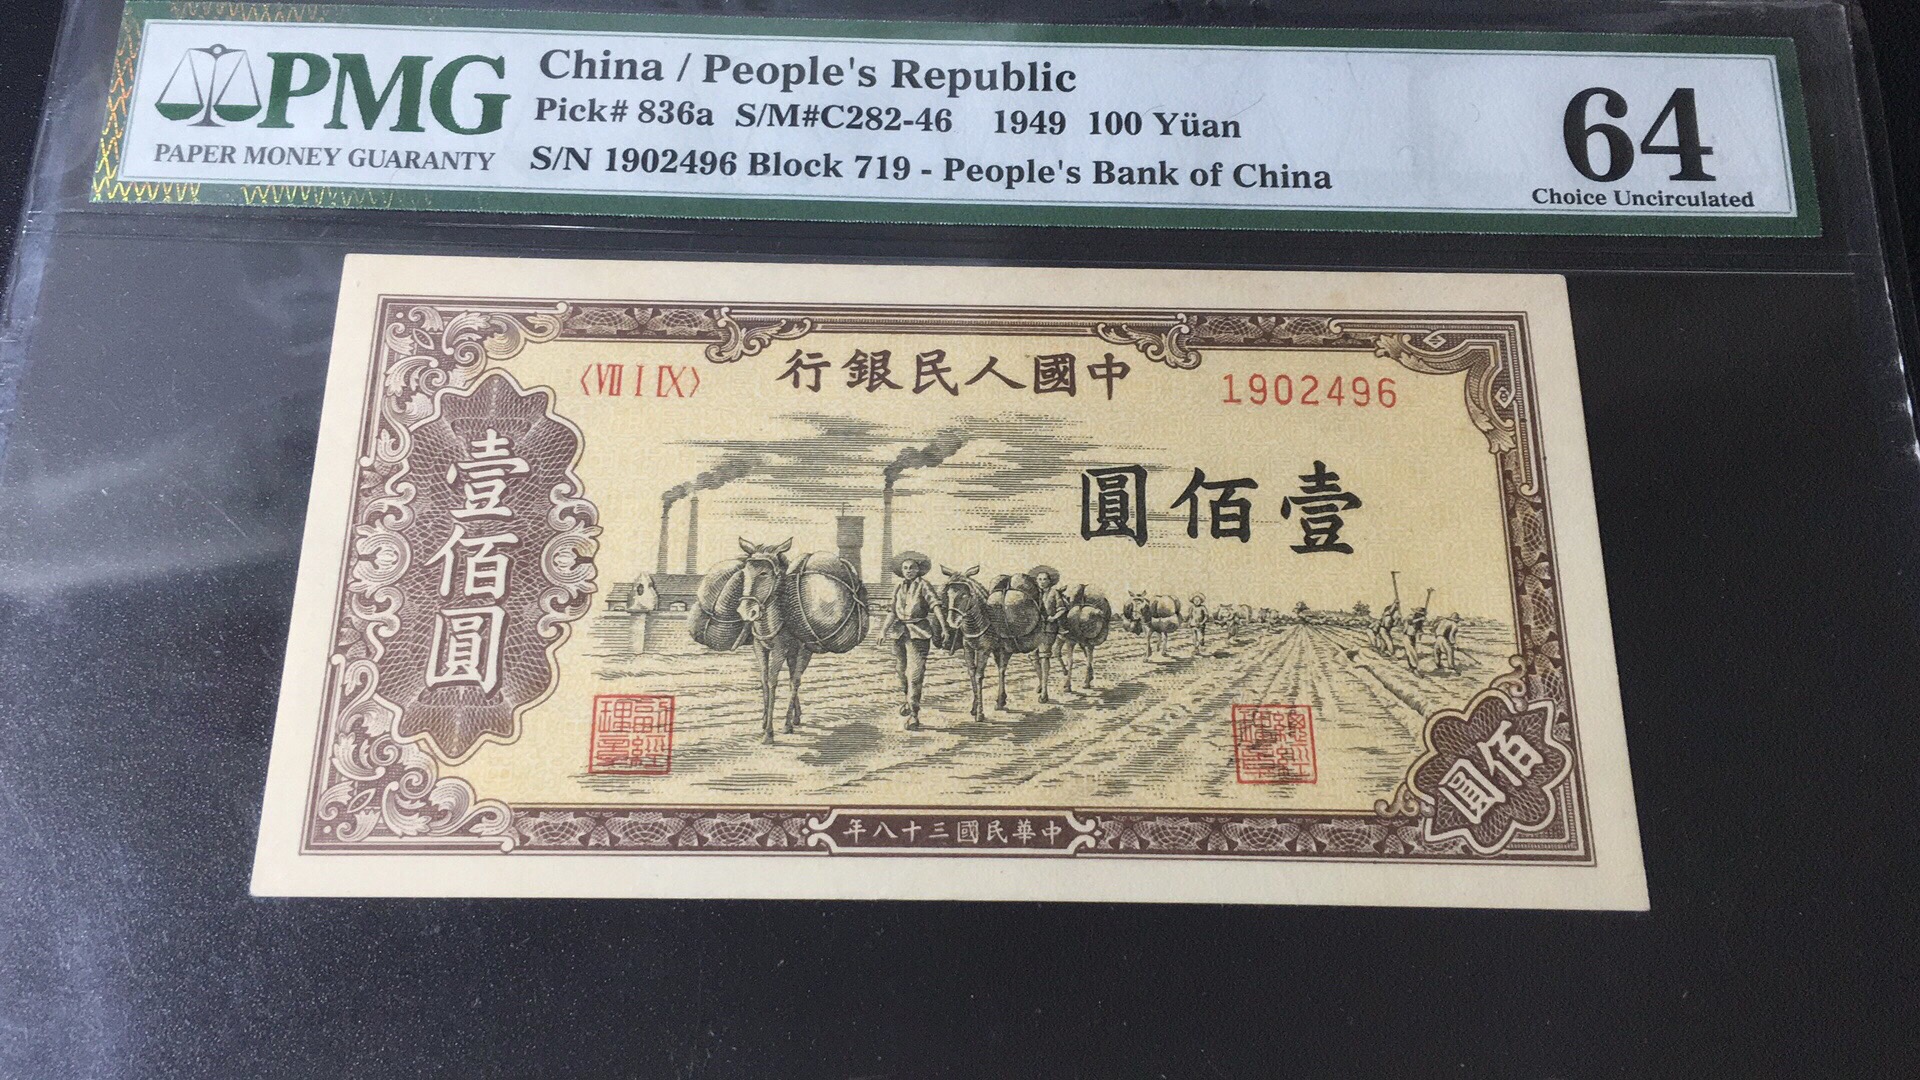 PMG
PAPER MONEY GUARANTY
China / People's Republic
Pick# 836a S/M#C282-46 1949 100 Yüan
S/N 1902496 Block 719 - People's Bank of China
64
Choice Uncirculated
〈VII I IX〉
行銀民人國中
1902496
壹佰圓
圓佰壹
圓佰
年八十三國民華中